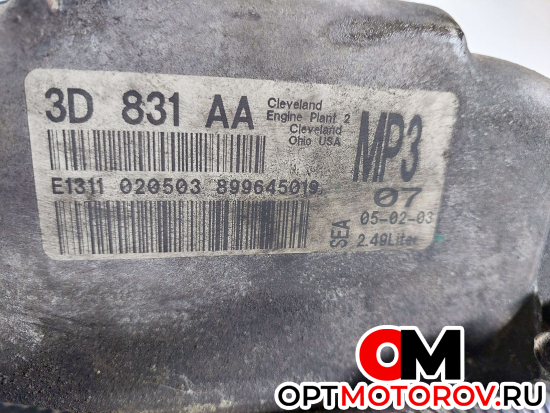 3D 831 AA
Cleveland
Engine Plant 2
Cleveland
Ohio USA
MP3
07
E1311 020503 899645019
05-02-03
SEA
2.49Liter
OM
OPTMOTOROV.RU